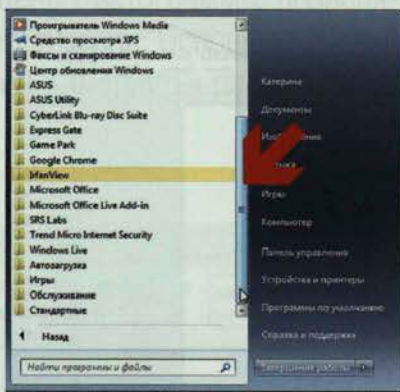 Проигрыватель Windows Media
Средство просмотра XPS
Факсы и сканирование Windows
Центр обновления Windows
ASUS
ASUS Utility
CyberLink Blu-ray Disc Suite
Express Gate
Game Park
Google Chrome
IrfanView
Microsoft Office
Microsoft Office Live Add-in
SRS Labs
Trend Micro Internet Security
Windows Live
Автозагрузка
Игры
Обслуживание
Стандартные
Назад
Найти программы и файлы
Катерина
Документы
Игры
Компьютер
Панель управления
Устройства и принтеры
Программы по умолчанию
Справка и поддержка
Завершение работы